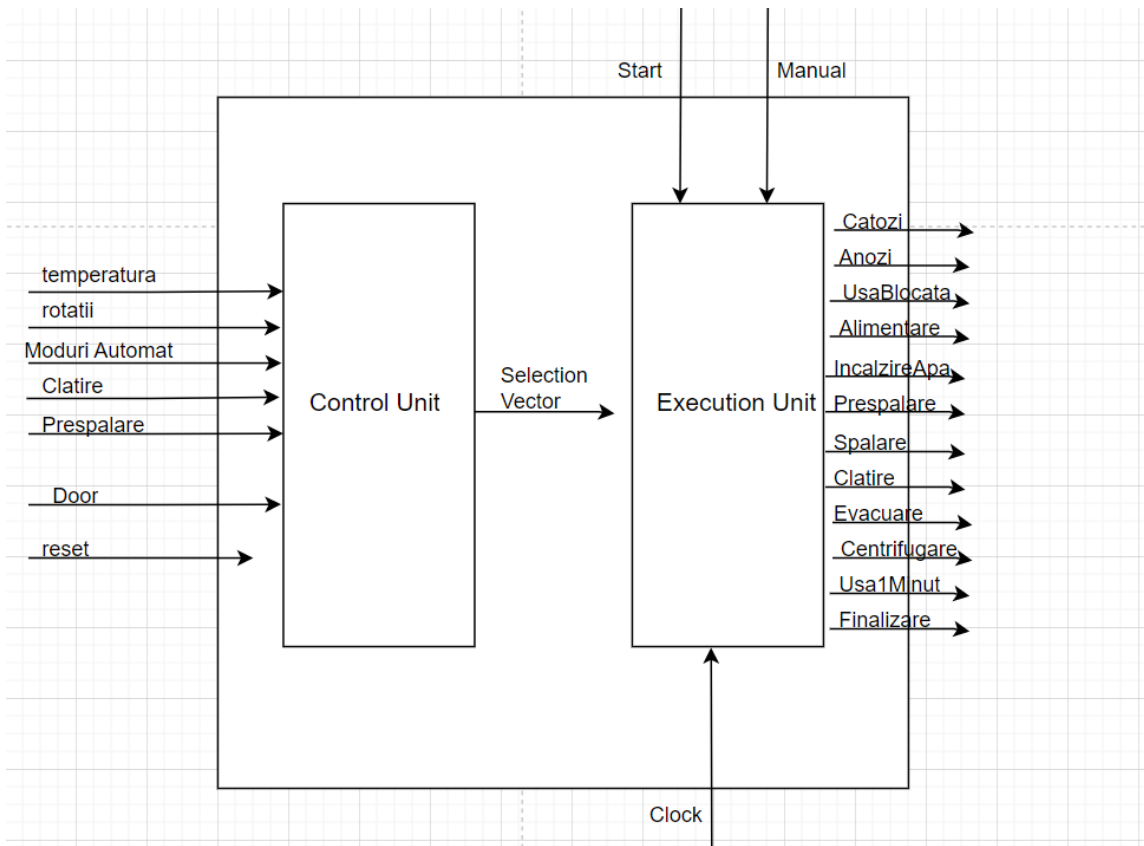 Start
Manual
temperatura
rotatii
Moduri Automat
Clatire
Prespalare
Door
reset
Control Unit
Selection
Vector
Execution Unit
Catozi
Anozi
UsaBlocata
Alimentare
IncalzireApa
Prespalare
Spalare
Clatire
Evacuare
Centrifugare
Usa1Minut
Finalizare
Clock